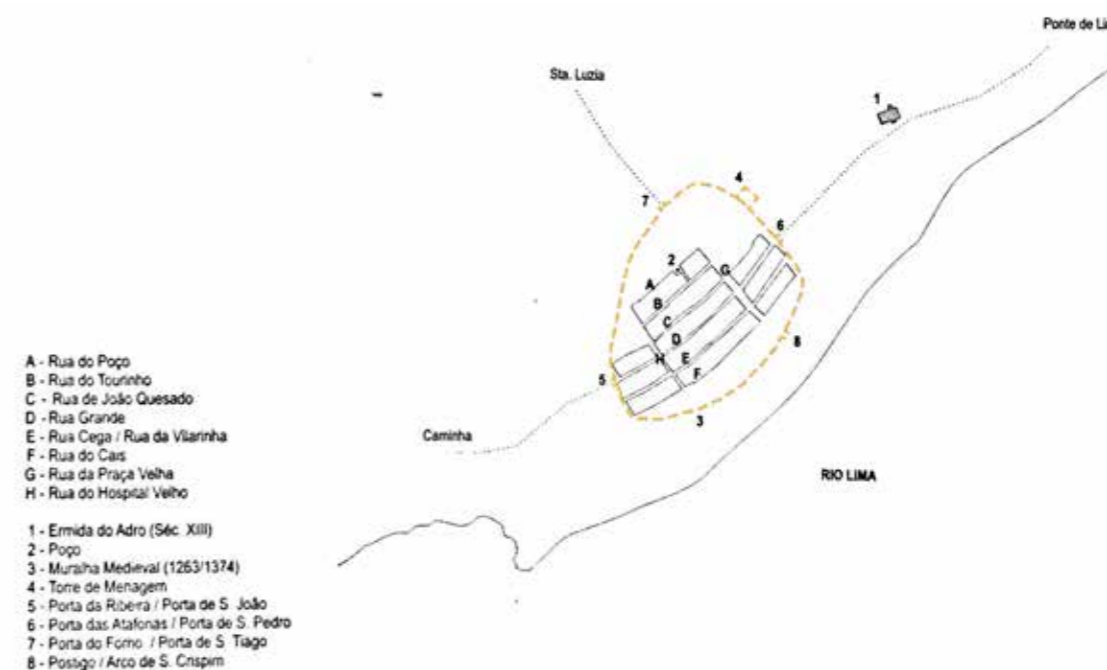 Ponte de Li
Sta. Luzia
1
4
7
6
2
G
A
B
C
D
8
H
E
F
5
3
Caminha
RIO LIMA
A - Rua do Poço
B - Rua do Tourinho
C - Rua de João Quesado
D - Rua Grande
E - Rua Cega / Rua da Vilarinha
F - Rua do Cais
G - Rua da Praça Velha
H - Rua do Hospital Velho
1 - Ermida do Adro (Séc. XIII)
2 - Poço
3 - Muralha Medieval (1263/1374)
4 - Torre de Menagem
5 - Porta da Ribeira / Porta de S. João
6 - Porta das Atafonas / Porta de S. Pedro
7 - Porta do Forno / Porta de S. Tiago
8 - Postigo / Arco de S. Crispim